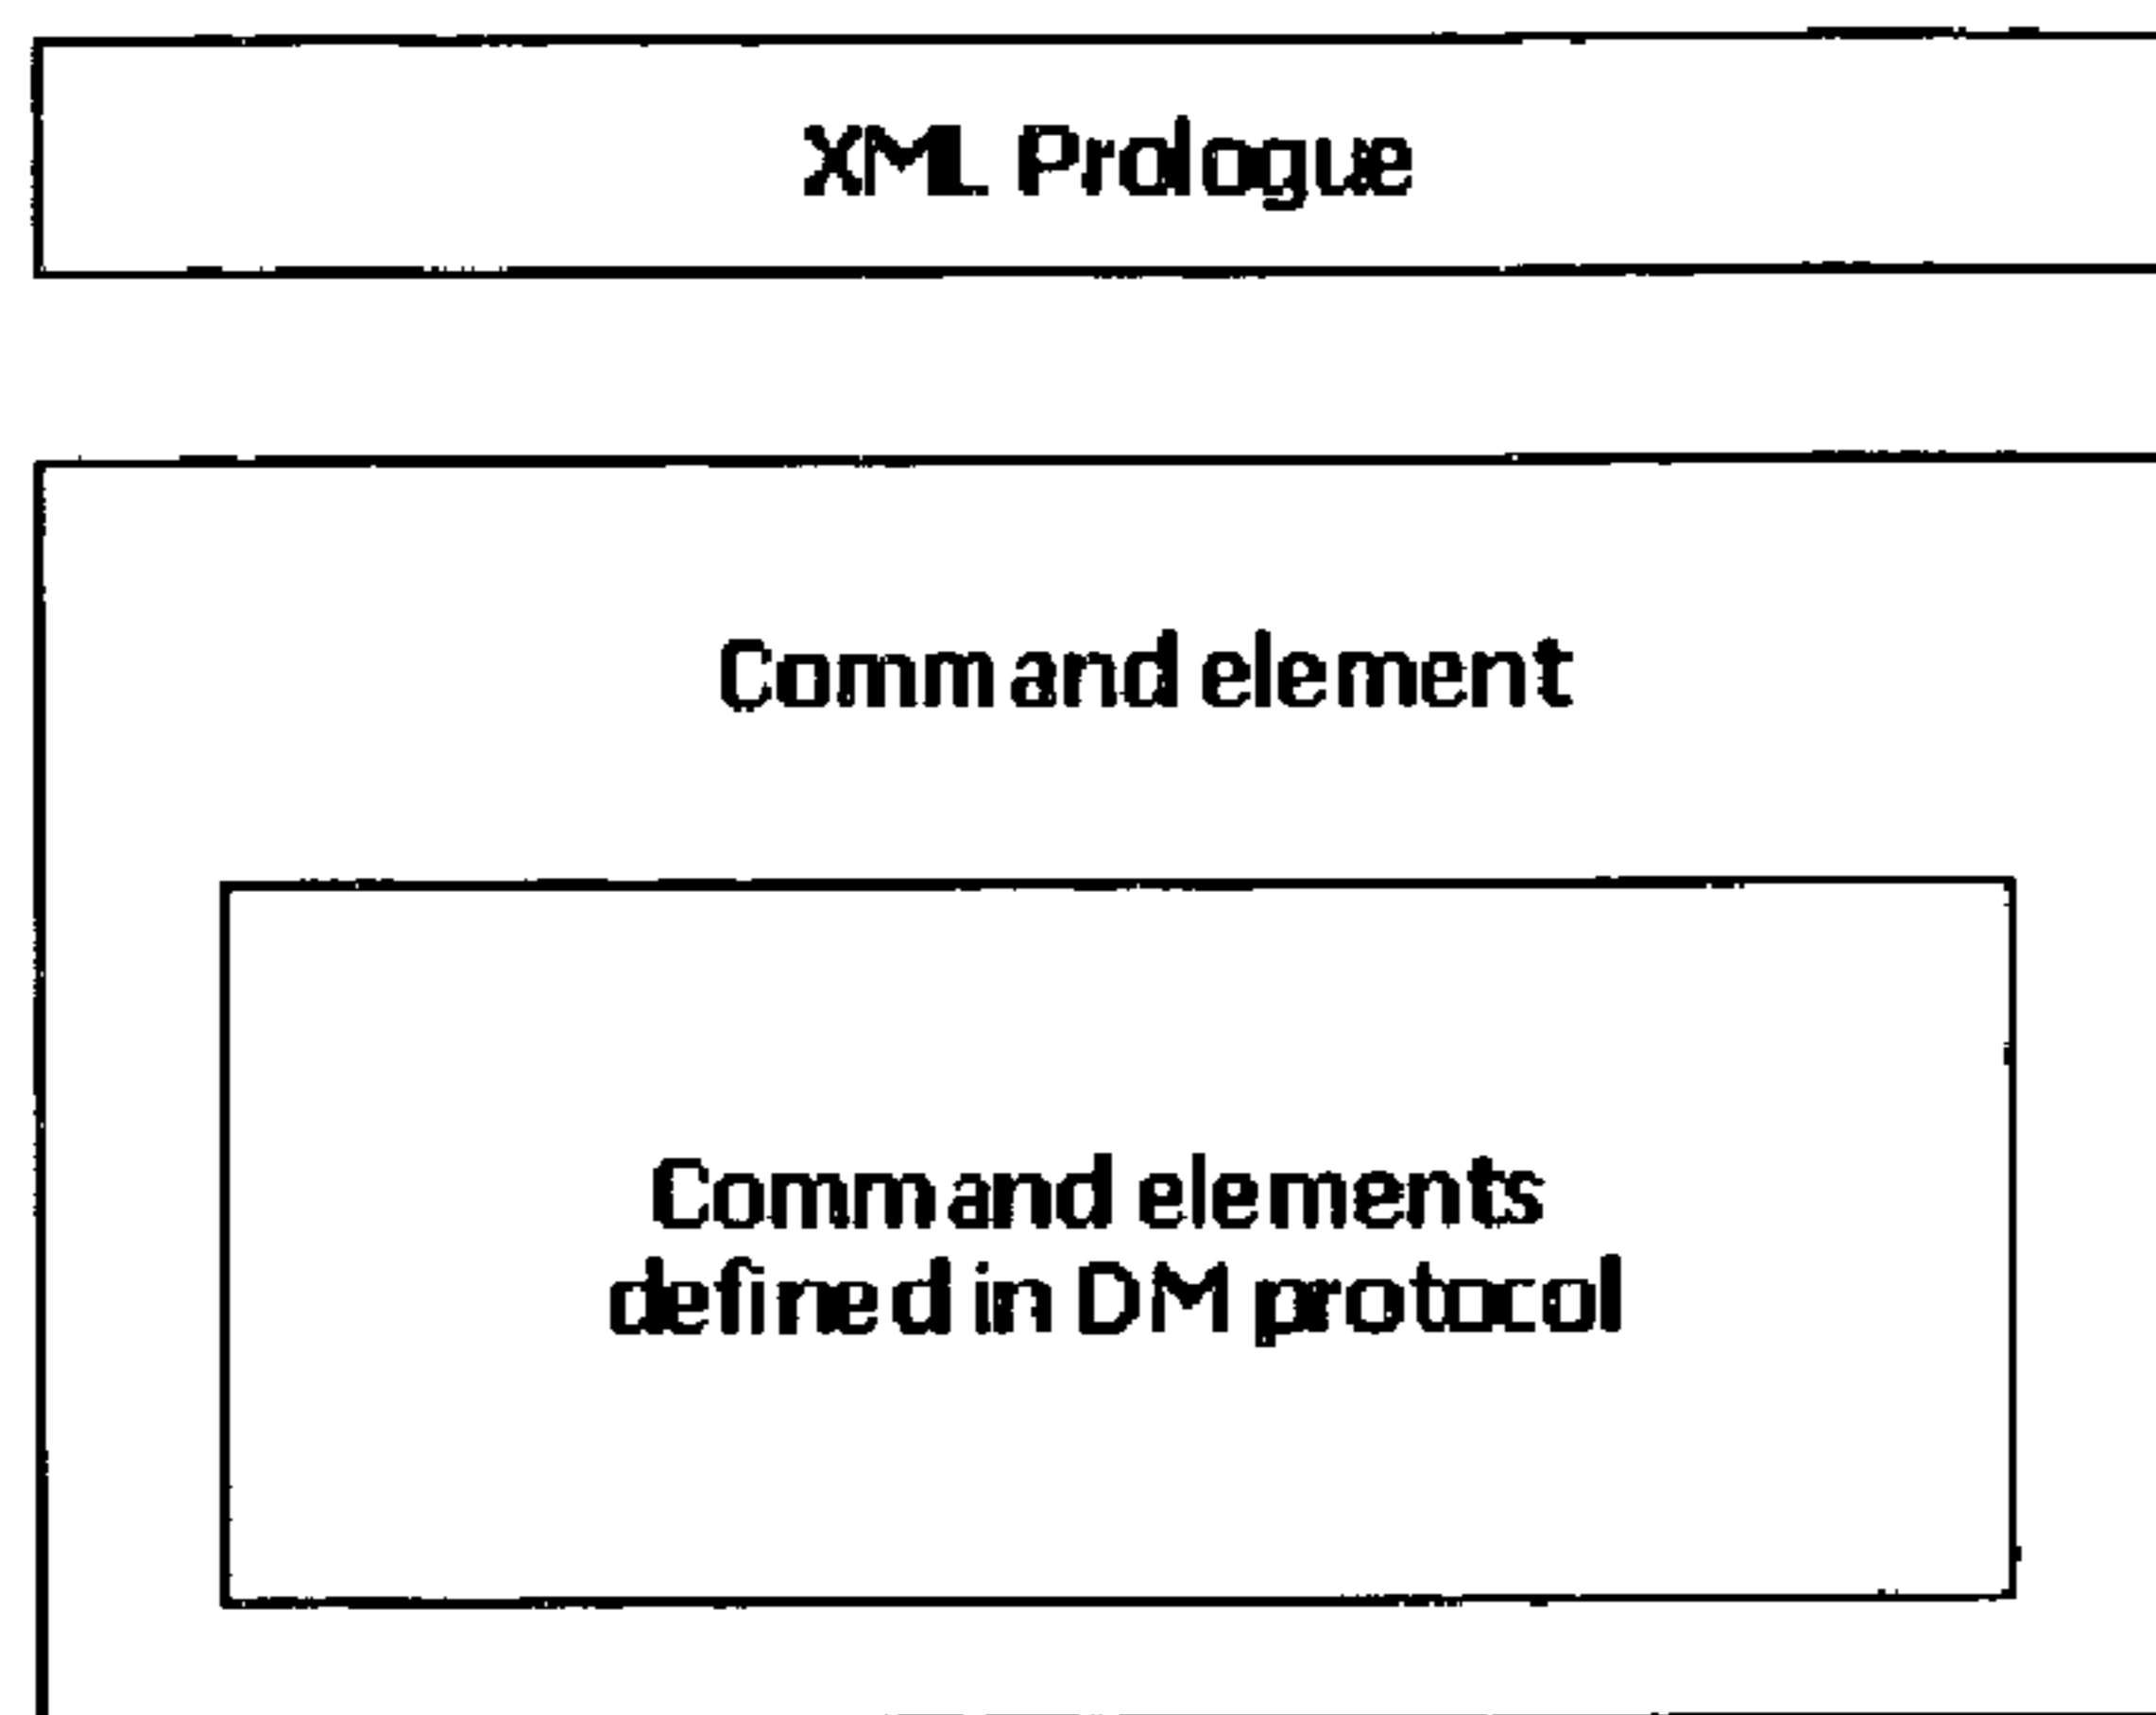 XML Prologue
Command element
Command elements
defined in DM protocol